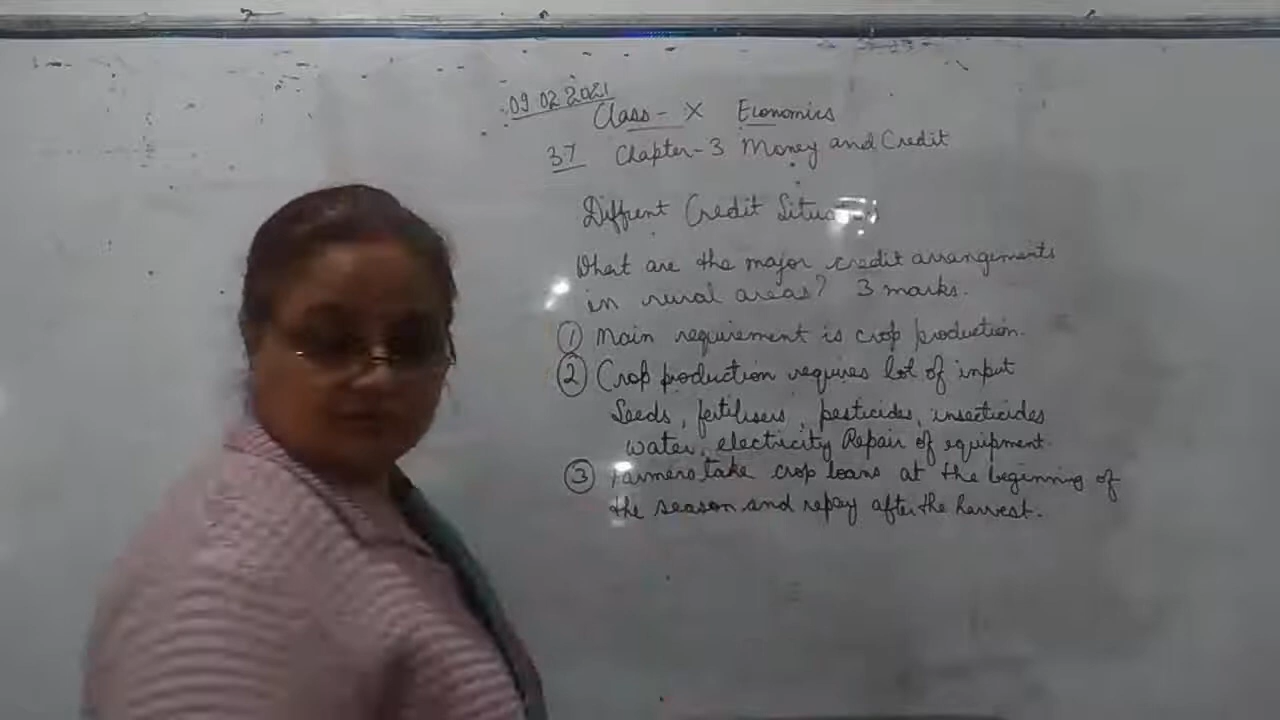 09.02.2021
Class - X Economics
37 Chapter-3 Money and Credit
Diffrent Credit
What are the major credit arrangements
in rural areas? 3 marks.
① Main requirement is crop production.
② Crop production requires lot of input
Seeds, fertilisers, pesticides, insecticides
water, electricity Repair of equipment.
③ Farmers take crop loans at the beginning of
the season and repay after the harvest.